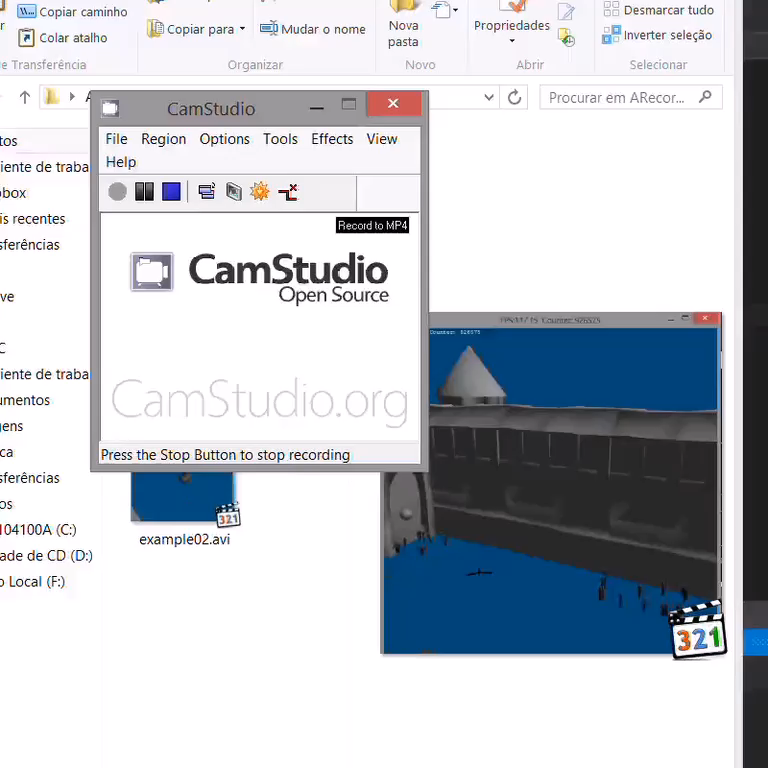 Copiar caminho
Colar atalho
Copiar para
Mudar o nome
Nova
pasta
Propriedades
Desmarcar tudo
Inverter seleção
e Transferência
Organizar
Novo
Abrir
Selecionar
Procurar em ARecor...
CamStudio
File Region Options Tools Effects View
Help
Record to MP4
CamStudio
Open Source
CamStudio.org
Press the Stop Button to stop recording
tos
iente de traba
box
is recentes
sferências
ve
C
iente de traba
umentos
gens
ca
sferências
os
104100A (C:)
ade de CD (D:)
o Local (F:)
example02.avi
321
321